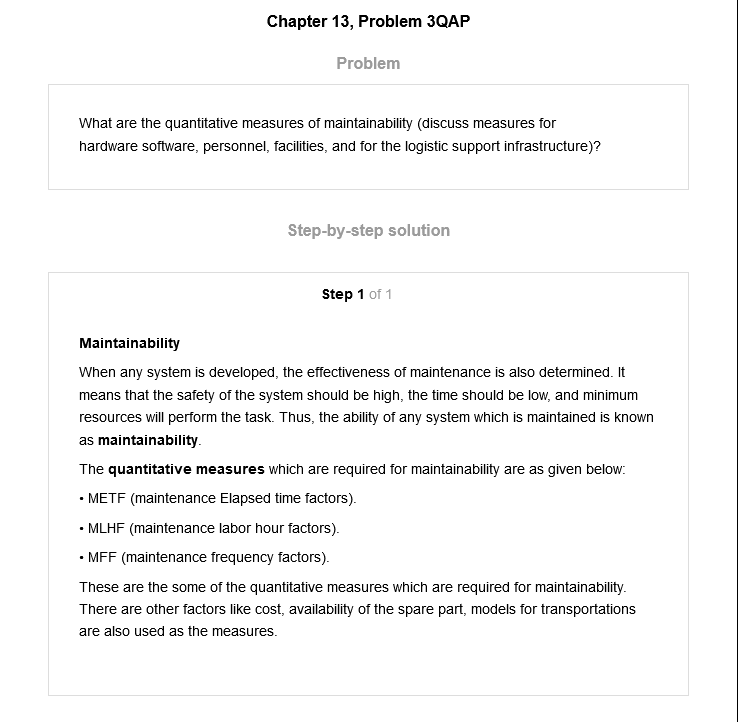 Chapter 13, Problem 3QAP
Problem
What are the quantitative measures of maintainability (discuss measures for
hardware software, personnel, facilities, and for the logistic support infrastructure)?
Step-by-step solution
Step 1 of 1
Maintainability
When any system is developed, the effectiveness of maintenance is also determined. It
means that the safety of the system should be high, the time should be low, and minimum
resources will perform the task. Thus, the ability of any system which is maintained is known
as maintainability.
The quantitative measures which are required for maintainability are as given below:
• METF (maintenance Elapsed time factors).
• MLHF (maintenance labor hour factors).
• MFF (maintenance frequency factors).
These are the some of the quantitative measures which are required for maintainability.
There are other factors like cost, availability of the spare part, models for transportations
are also used as the measures.